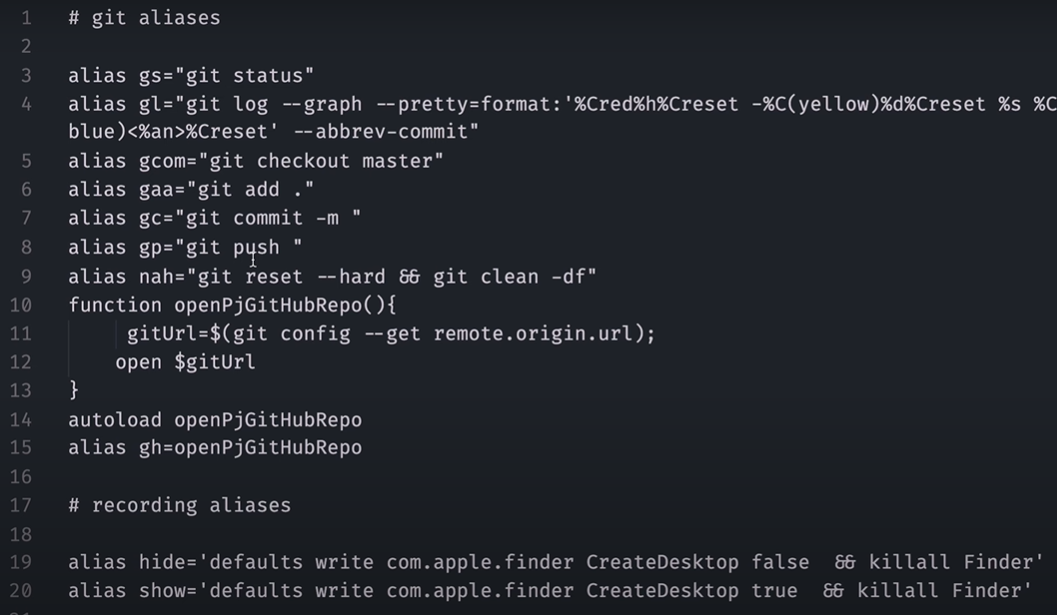 1 # git aliases
2
3 alias gs="git status"
4 alias gl="git log --graph --pretty=format:'%Cred%h%Creset -%C(yellow)%d%Creset %s %C
blue)<%an>%Creset' --abbrev-commit"
5 alias gcom="git checkout master"
6 alias gaa="git add ."
7 alias gc="git commit -m "
8 alias gp="git push "
9 alias nah="git reset --hard && git clean -df"
10 function openPjGitHubRepo(){
11 gitUrl=$(git config --get remote.origin.url);
12 open $gitUrl
13 }
14 autoload openPjGitHubRepo
15 alias gh=openPjGitHubRepo
16
17 # recording aliases
18
19 alias hide='defaults write com.apple.finder CreateDesktop false  && killall Finder'
20 alias show='defaults write com.apple.finder CreateDesktop true  && killall Finder'